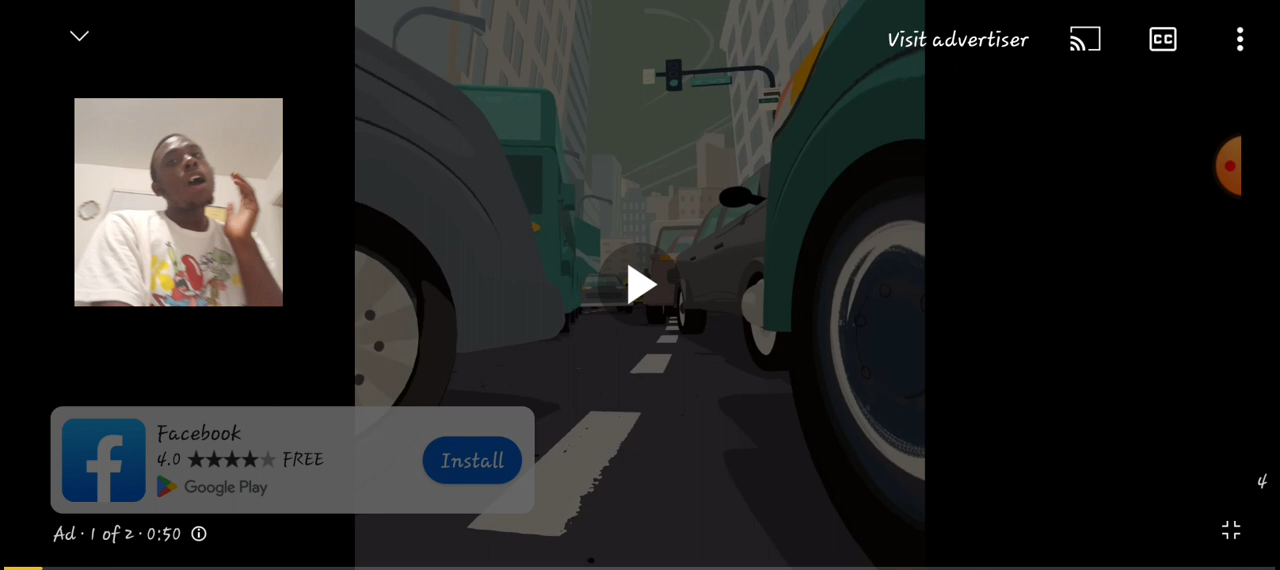 Visit advertiser
CC
Facebook
4.0 ★★★★★ FREE
Google Play
Install
4
Ad · 1 of 2 · 0:50